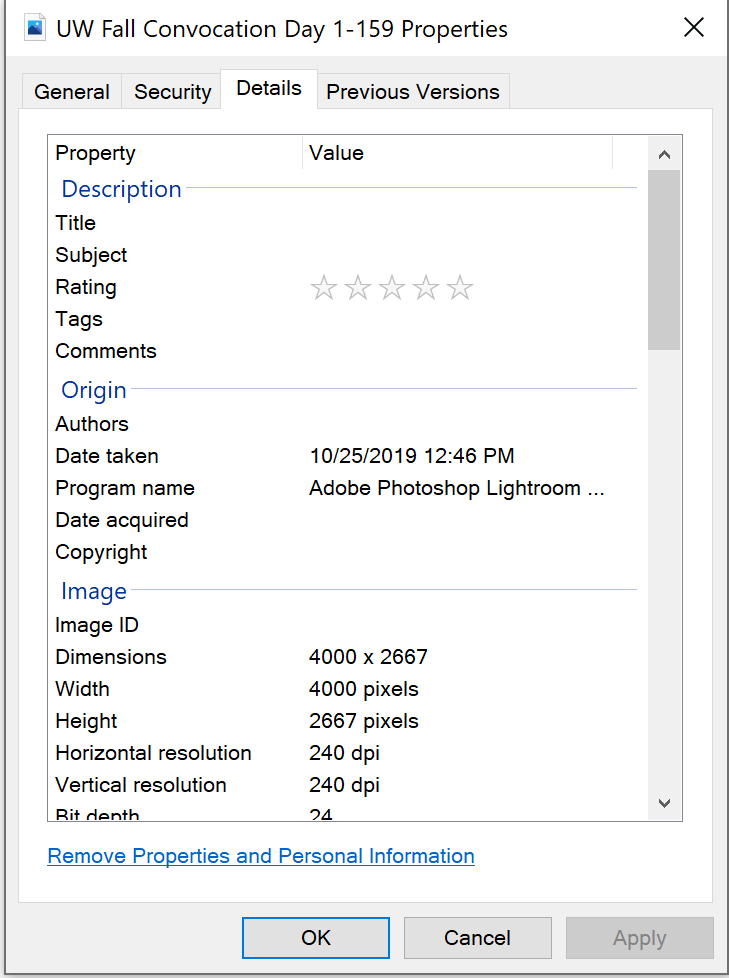 UW Fall Convocation Day 1-159 Properties
General Security Details Previous Versions
Property Value
Description
Title
Subject
Rating
Tags
Comments
Origin
Authors
Date taken 10/25/2019 12:46 PM
Program name Adobe Photoshop Lightroom ...
Date acquired
Copyright
Image
Image ID
Dimensions 4000 x 2667
Width 4000 pixels
Height 2667 pixels
Horizontal resolution 240 dpi
Vertical resolution 240 dpi
Bit depth 24
Remove Properties and Personal Information
OK Cancel Apply